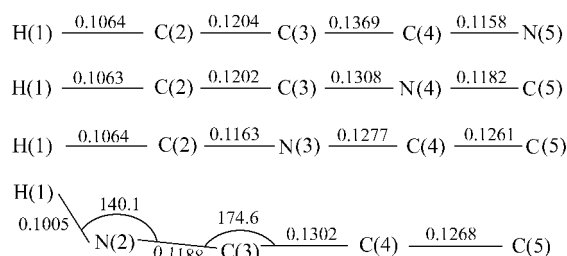 0.1064 0.1204 0.1369 0.1158
H(1) C(2) C(3) C(4) N(5)
0.1063 0.1202 0.1308 0.1182
H(1) C(2) C(3) N(4) C(5)
0.1064 0.1163 0.1277 0.1261
H(1) C(2) N(3) C(4) C(5)
H(1)
140.1 174.6
0.1005 0.1302 0.1268
N(2) 0.1188 C(3) C(4) C(5)